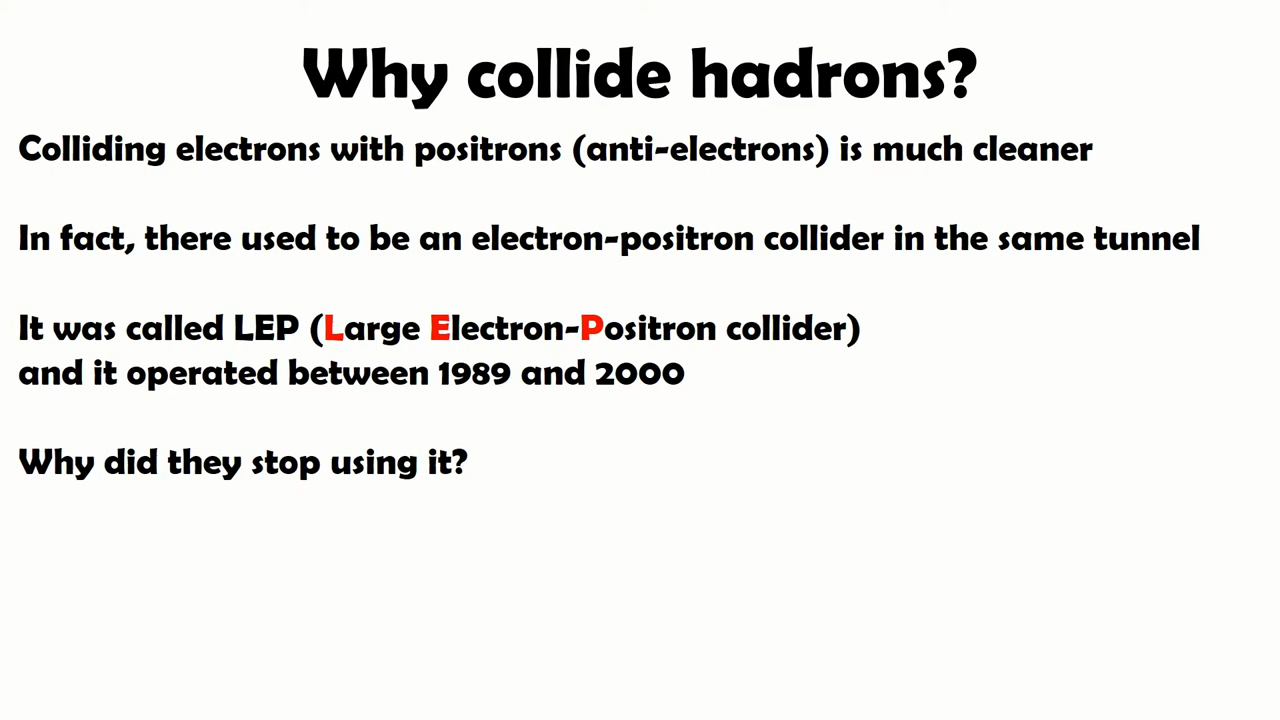 Why collide hadrons?
Colliding electrons with positrons (anti-electrons) is much cleaner
In fact, there used to be an electron-positron collider in the same tunnel
It was called LEP (Large Electron-Positron collider)
and it operated between 1989 and 2000
Why did they stop using it?